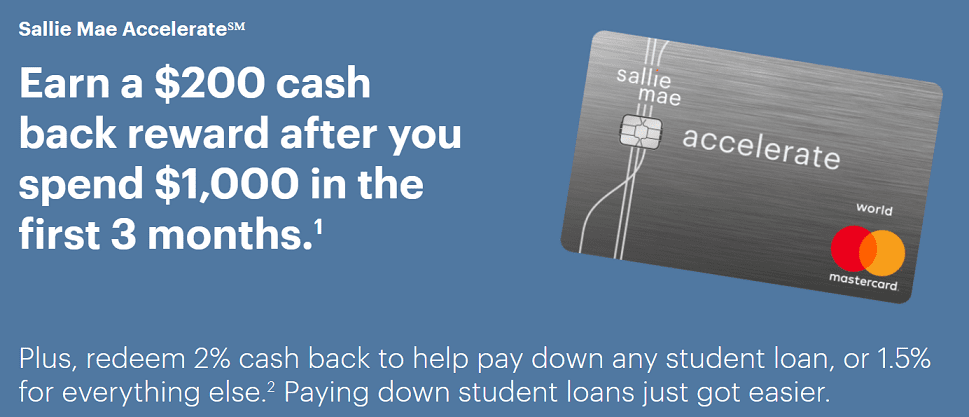 Sallie Mae Accelerate℠
Earn a $200 cash
back reward after you
spend $1,000 in the
first 3 months.¹
sallie
mae
accelerate
world
mastercard.
Plus, redeem 2% cash back to help pay down any student loan, or 1.5%
for everything else.² Paying down student loans just got easier.